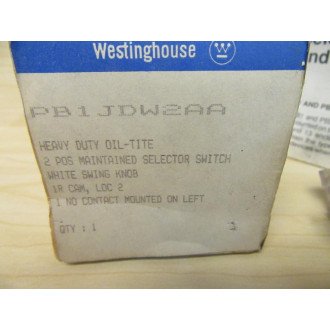 Westinghouse
PB1JDW2AA
HEAVY DUTY OIL-TITE
2 POS MAINTAINED SELECTOR SWITCH
WHITE SWING KNOB
1R CAM, LOC 2
1 NO CONTACT MOUNTED ON LEFT
QTY : 1